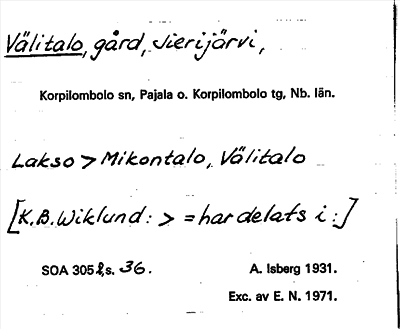 Välitalo, gård, Jierijärvi,
Korpilombolo sn, Pajala o. Korpilombolo tg, Nb. län.
Lakso > Mikontalo, Välitalo
[K.B. Wiklund: > = har delats i:]
SOA 305 s. 36. A. Isberg 1931.
Exc. av E. N. 1971.